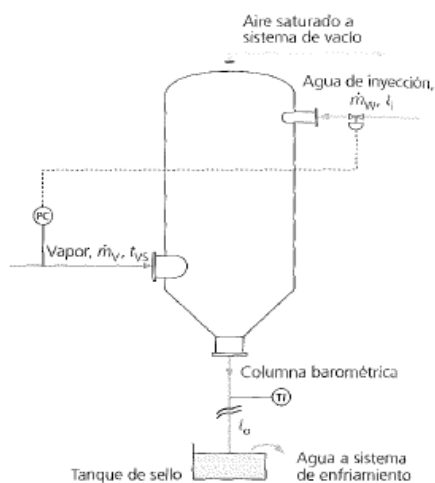 Aire saturado a
sistema de vacío
Agua de inyección,
ṁW, ti
PC
Vapor, ṁV, tVS
Columna barométrica
TI
to
Agua a sistema
de enfriamiento
Tanque de sello